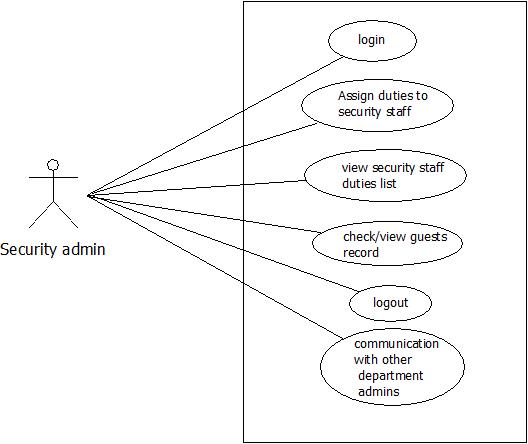 login
Assign duties to
security staff
view security staff
duties list
Security admin
check/view guests
record
logout
communication
with other
department
admins